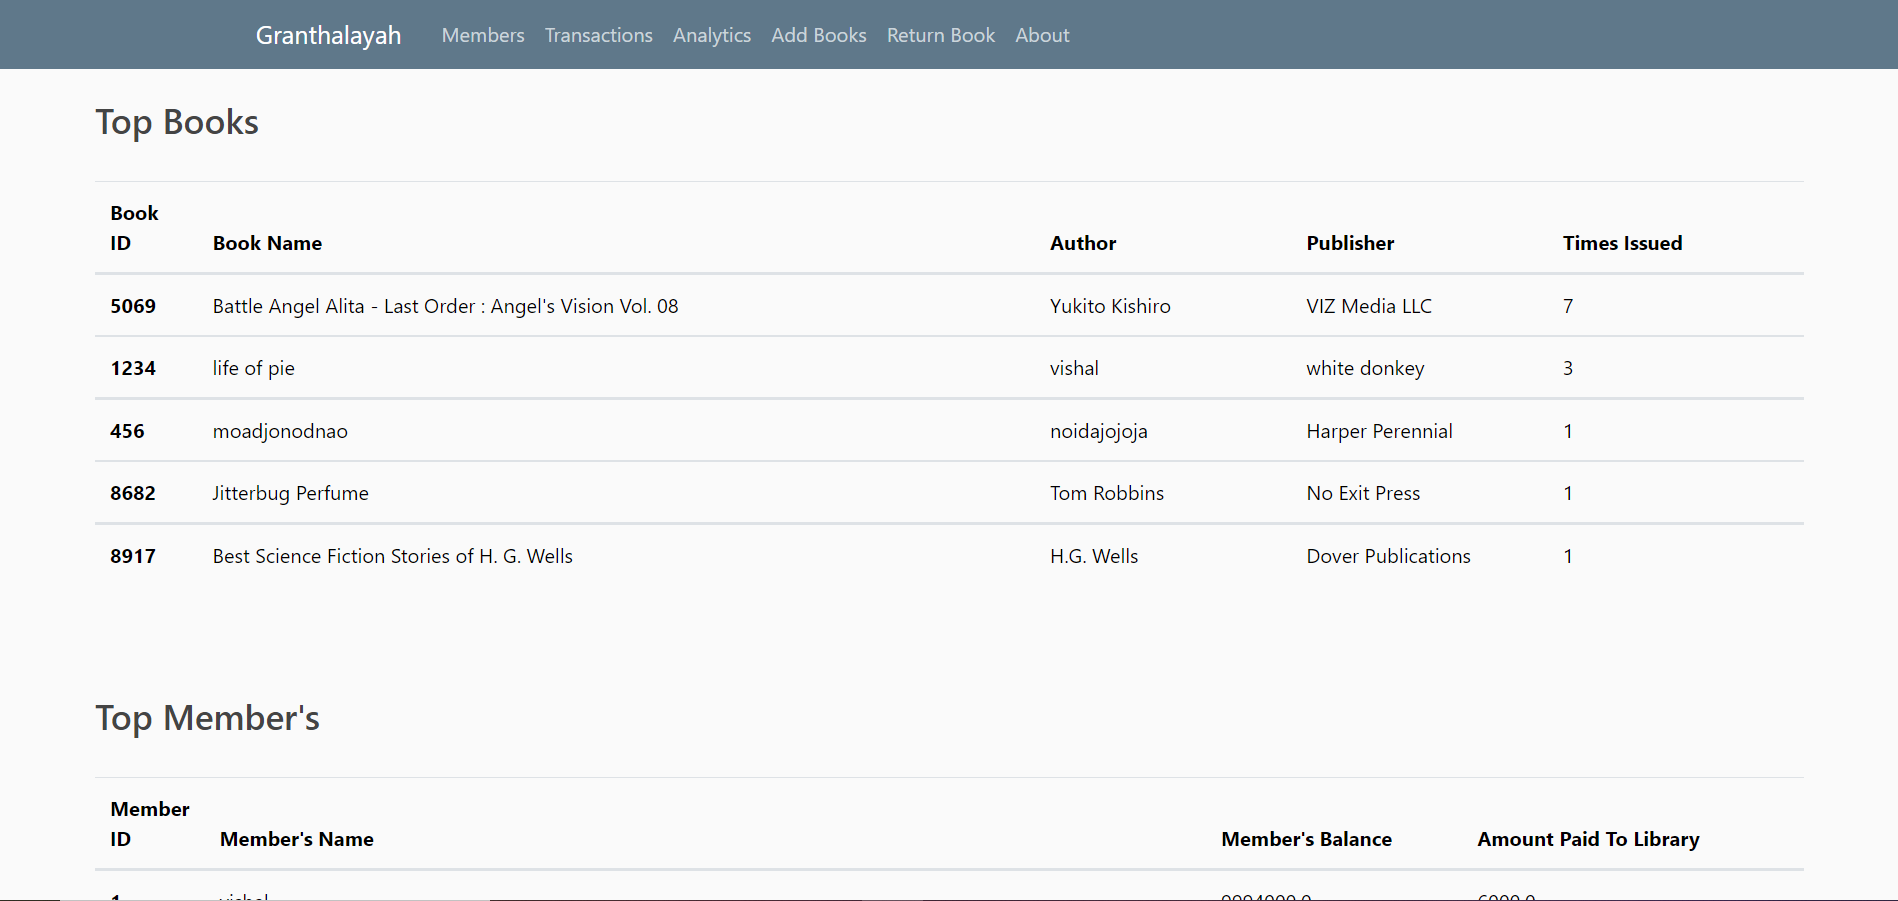 Granthalayah Members Transactions Analytics Add Books Return Book About
Top Books
Book ID Book Name Author Publisher Times Issued
5069 Battle Angel Alita - Last Order : Angel's Vision Vol. 08 Yukito Kishiro VIZ Media LLC 7
1234 life of pie vishal white donkey 3
456 moadjonodnao noidajojoja Harper Perennial 1
8682 Jitterbug Perfume Tom Robbins No Exit Press 1
8917 Best Science Fiction Stories of H. G. Wells H.G. Wells Dover Publications 1
Top Member's
Member ID Member's Name Member's Balance Amount Paid To Library